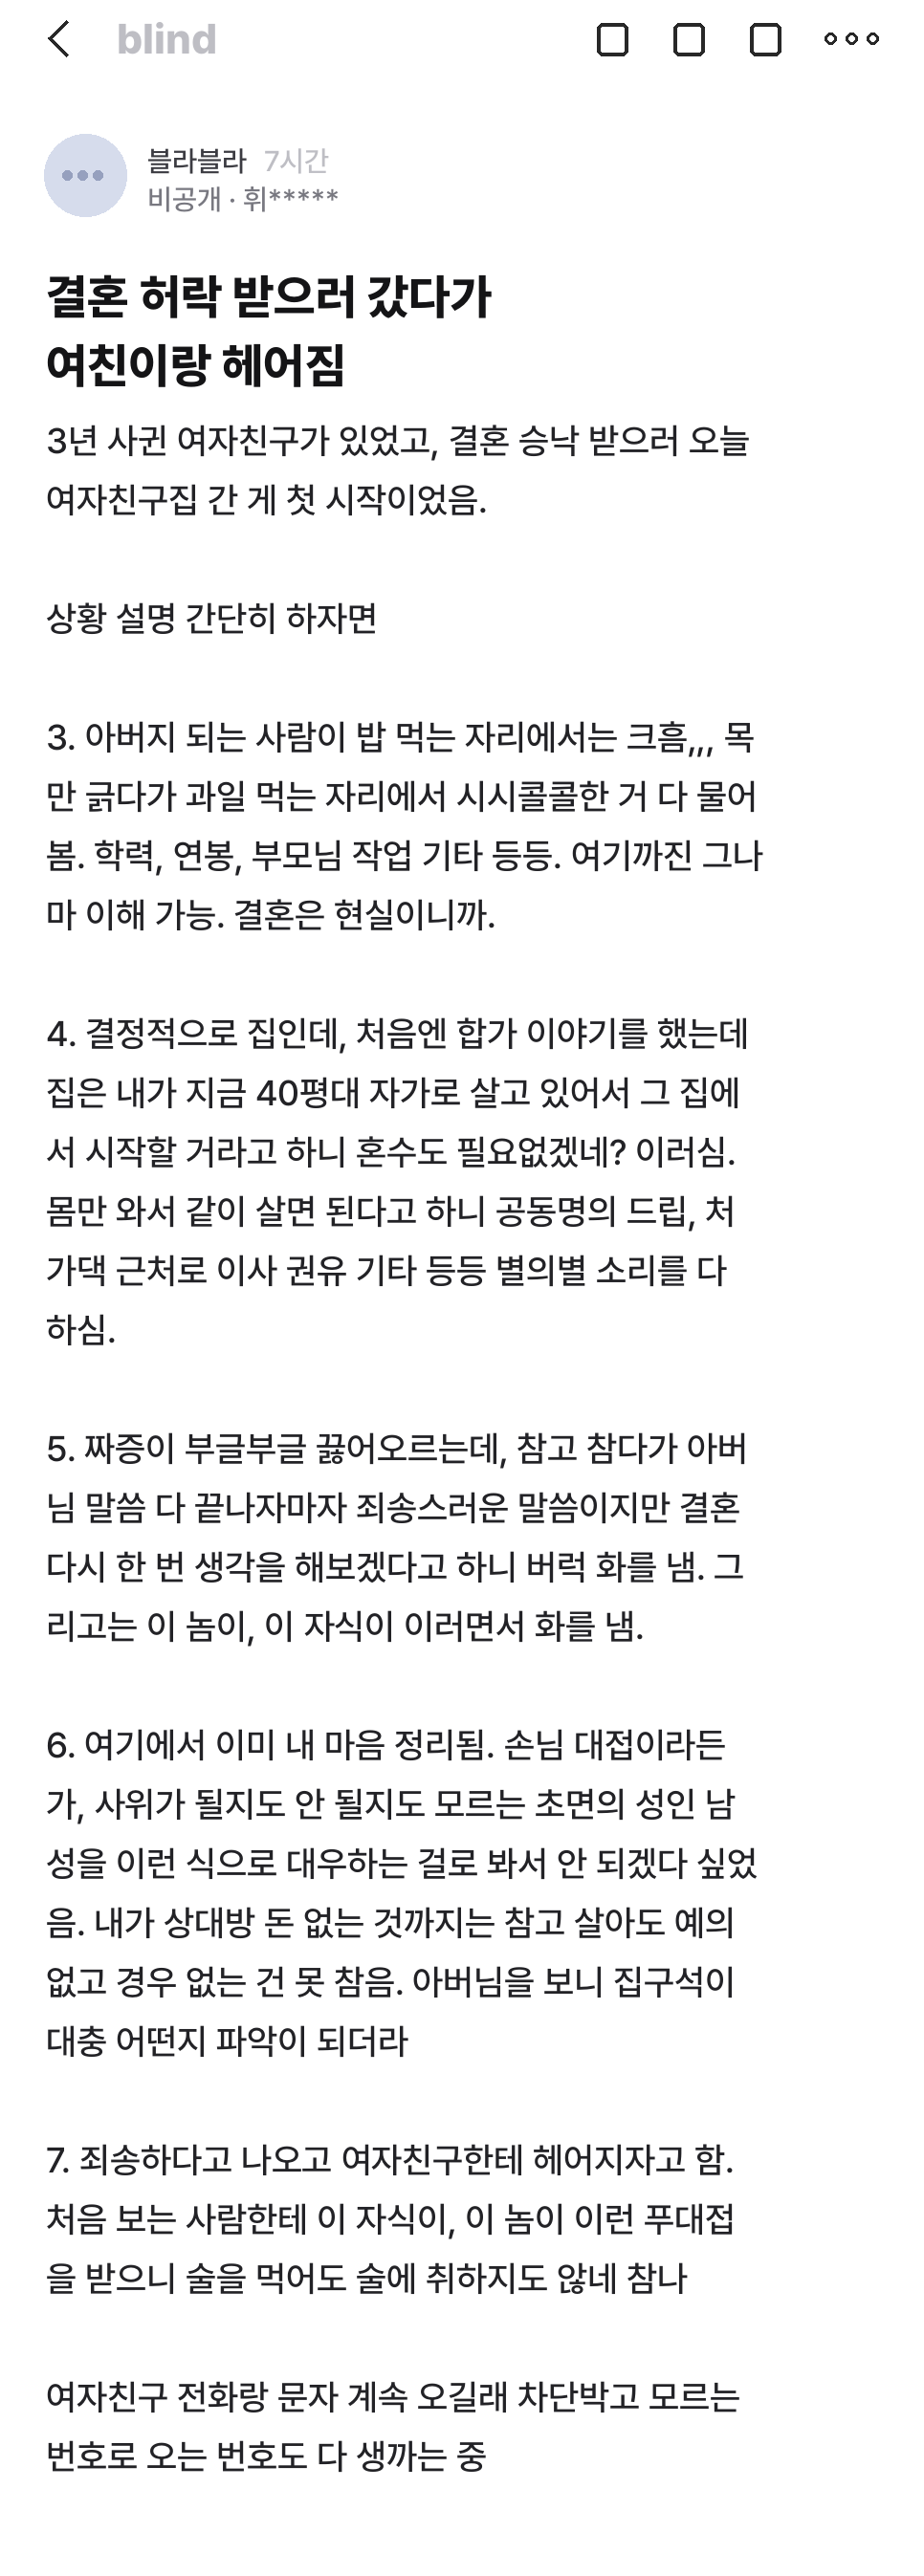 blind
블라블라 7시간
비공개 · 휘*****
결혼 허락 받으러 갔다가
여친이랑 헤어짐
3년 사귄 여자친구가 있었고, 결혼 승낙 받으러 오늘
여자친구집 간 게 첫 시작이었음.
상황 설명 간단히 하자면
3. 아버지 되는 사람이 밥 먹는 자리에서는 크흠,,, 목
만 긁다가 과일 먹는 자리에서 시시콜콜한 거 다 물어
봄. 학력, 연봉, 부모님 작업 기타 등등. 여기까진 그나
마 이해 가능. 결혼은 현실이니까.
4. 결정적으로 집인데, 처음엔 합가 이야기를 했는데
집은 내가 지금 40평대 자가로 살고 있어서 그 집에
서 시작할 거라고 하니 혼수도 필요없겠네? 이러심.
몸만 와서 같이 살면 된다고 하니 공동명의 드립, 처
가댁 근처로 이사 권유 기타 등등 별의별 소리를 다
하심.
5. 짜증이 부글부글 끓어오르는데, 참고 참다가 아버
님 말씀 다 끝나자마자 죄송스러운 말씀이지만 결혼
다시 한 번 생각을 해보겠다고 하니 버럭 화를 냄. 그
리고는 이 놈이, 이 자식이 이러면서 화를 냄.
6. 여기에서 이미 내 마음 정리됨. 손님 대접이라든
가, 사위가 될지도 안 될지도 모르는 초면의 성인 남
성을 이런 식으로 대우하는 걸로 봐서 안 되겠다 싶었
음. 내가 상대방 돈 없는 것까지는 참고 살아도 예의
없고 경우 없는 건 못 참음. 아버님을 보니 집구석이
대충 어떤지 파악이 되더라
7. 죄송하다고 나오고 여자친구한테 헤어지자고 함.
처음 보는 사람한테 이 자식이, 이 놈이 이런 푸대접
을 받으니 술을 먹어도 술에 취하지도 않네 참나
여자친구 전화랑 문자 계속 오길래 차단박고 모르는
번호로 오는 번호도 다 생까는 중